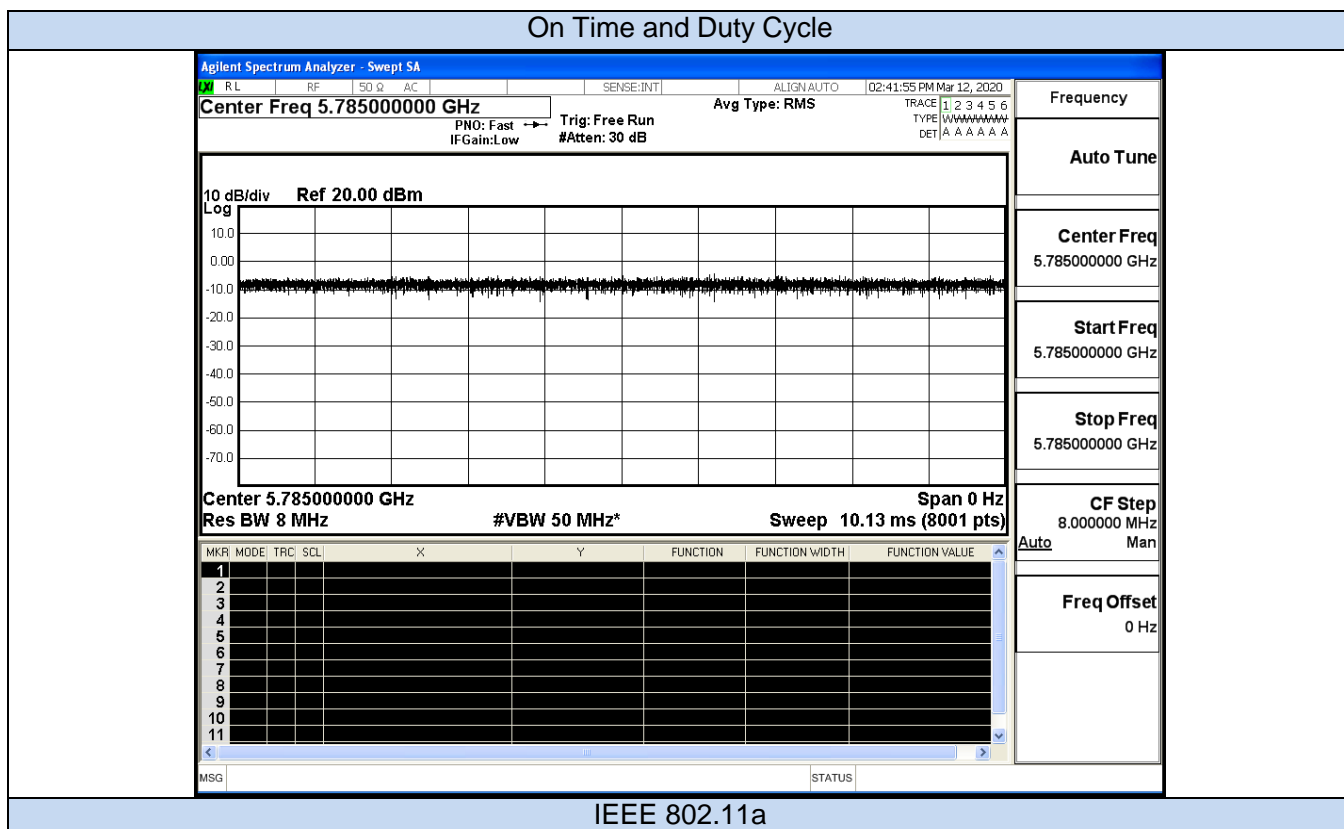 On Time and Duty Cycle
Agilent Spectrum Analyzer - Swept SA
LXI RL RF 50 Ω AC SENSE:INT ALIGN AUTO 02:41:55 PM Mar 12, 2020
Center Freq 5.785000000 GHz
PNO: Fast
IFGain:Low
Trig: Free Run
#Atten: 30 dB
Avg Type: RMS
TRACE 1 2 3 4 5 6
TYPE
DET A A A A A A
10 dB/div Ref 20.00 dBm
Log
10.0
0.00
-10.0
-20.0
-30.0
-40.0
-50.0
-60.0
-70.0
Center 5.785000000 GHz Span 0 Hz
Res BW 8 MHz #VBW 50 MHz* Sweep 10.13 ms (8001 pts)
MKR MODE TRC SCL X Y FUNCTION FUNCTION WIDTH FUNCTION VALUE
1
2
3
4
5
6
7
8
9
10
11
MSG STATUS
Frequency
Auto Tune
Center Freq
5.785000000 GHz
Start Freq
5.785000000 GHz
Stop Freq
5.785000000 GHz
CF Step
8.000000 MHz
Auto Man
Freq Offset
0 Hz
IEEE 802.11a